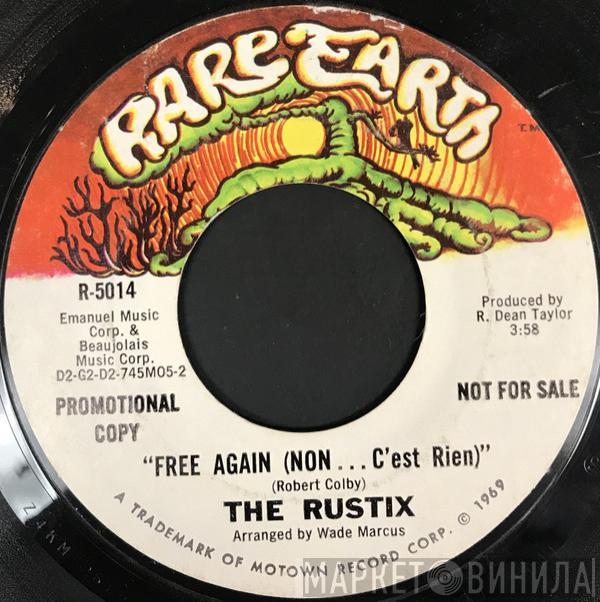 RARE EARTH
T.M.
R-5014
Emanuel Music
Corp. &
Beaujolais
Music Corp.
D2-G2-D2-745M05-2
Produced by
R. Dean Taylor
3:58
PROMOTIONAL
COPY
NOT FOR SALE
"FREE AGAIN (NON ... C'est Rien)"
(Robert Colby)
THE RUSTIX
Arranged by Wade Marcus
A TRADEMARK OF MOTOWN RECORD CORP. © 1969
МАРКЕТ ВИНИЛА